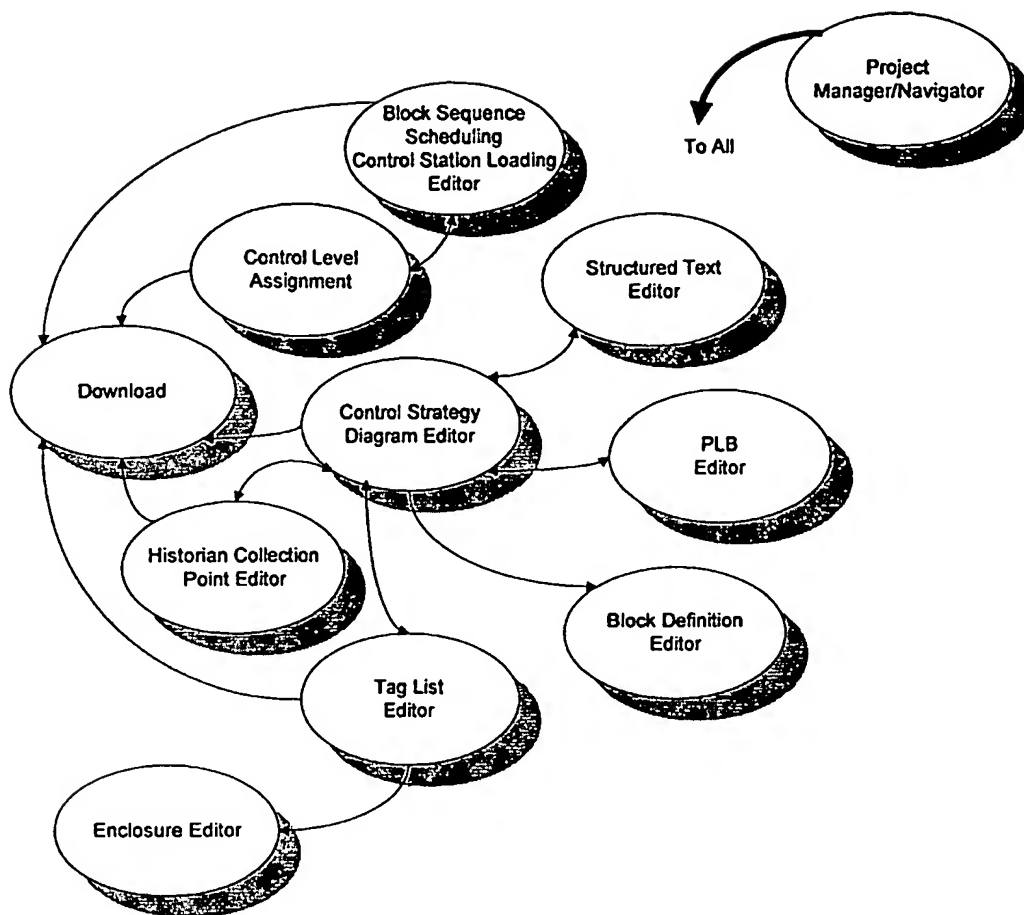 Project
Manager/Navigator
To All
Block Sequence
Scheduling
Control Station Loading
Editor
Control Level
Assignment
Structured Text
Editor
Download
Control Strategy
Diagram Editor
PLB
Editor
Historian Collection
Point Editor
Block Definition
Editor
Tag List
Editor
Enclosure Editor